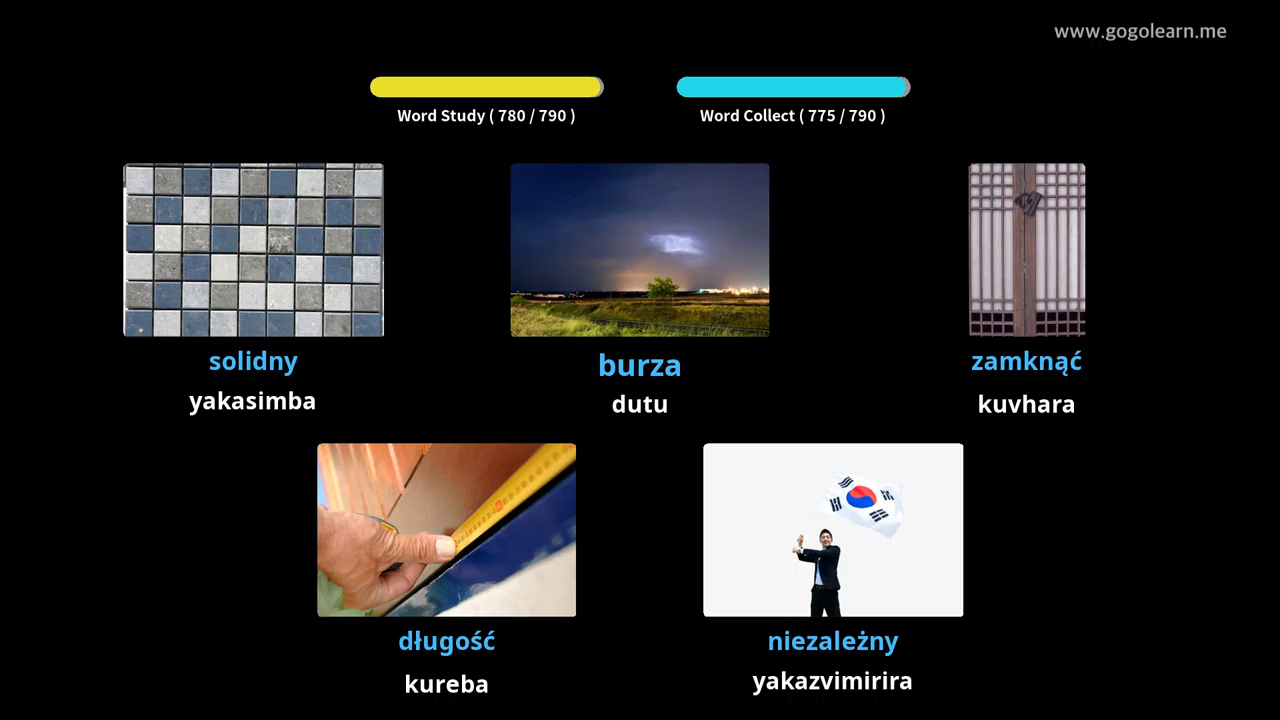 www.gogolearn.me
Word Study ( 780 / 790 )
Word Collect ( 775 / 790 )
solidny
yakasimba
burza
dutu
zamknąć
kuvhara
długość
kureba
niezależny
yakazvimirira